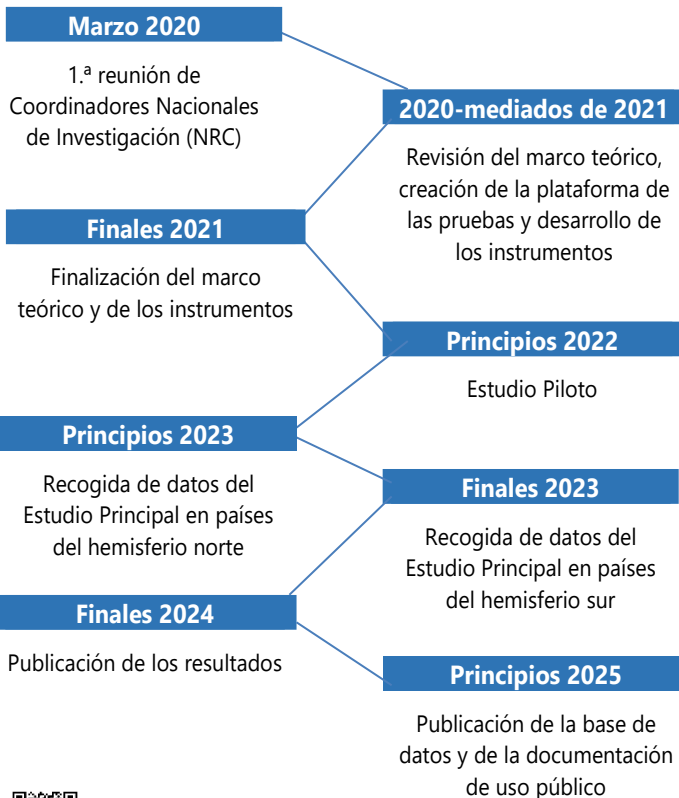 Marzo 2020
1.ª reunión de
Coordinadores Nacionales
de Investigación (NRC)
2020-mediados de 2021
Revisión del marco teórico,
creación de la plataforma de
las pruebas y desarrollo de
los instrumentos
Finales 2021
Finalización del marco
teórico y de los instrumentos
Principios 2022
Estudio Piloto
Principios 2023
Recogida de datos del
Estudio Principal en países
del hemisferio norte
Finales 2023
Recogida de datos del
Estudio Principal en países
del hemisferio sur
Finales 2024
Publicación de los resultados
Principios 2025
Publicación de la base de
datos y de la documentación
de uso público